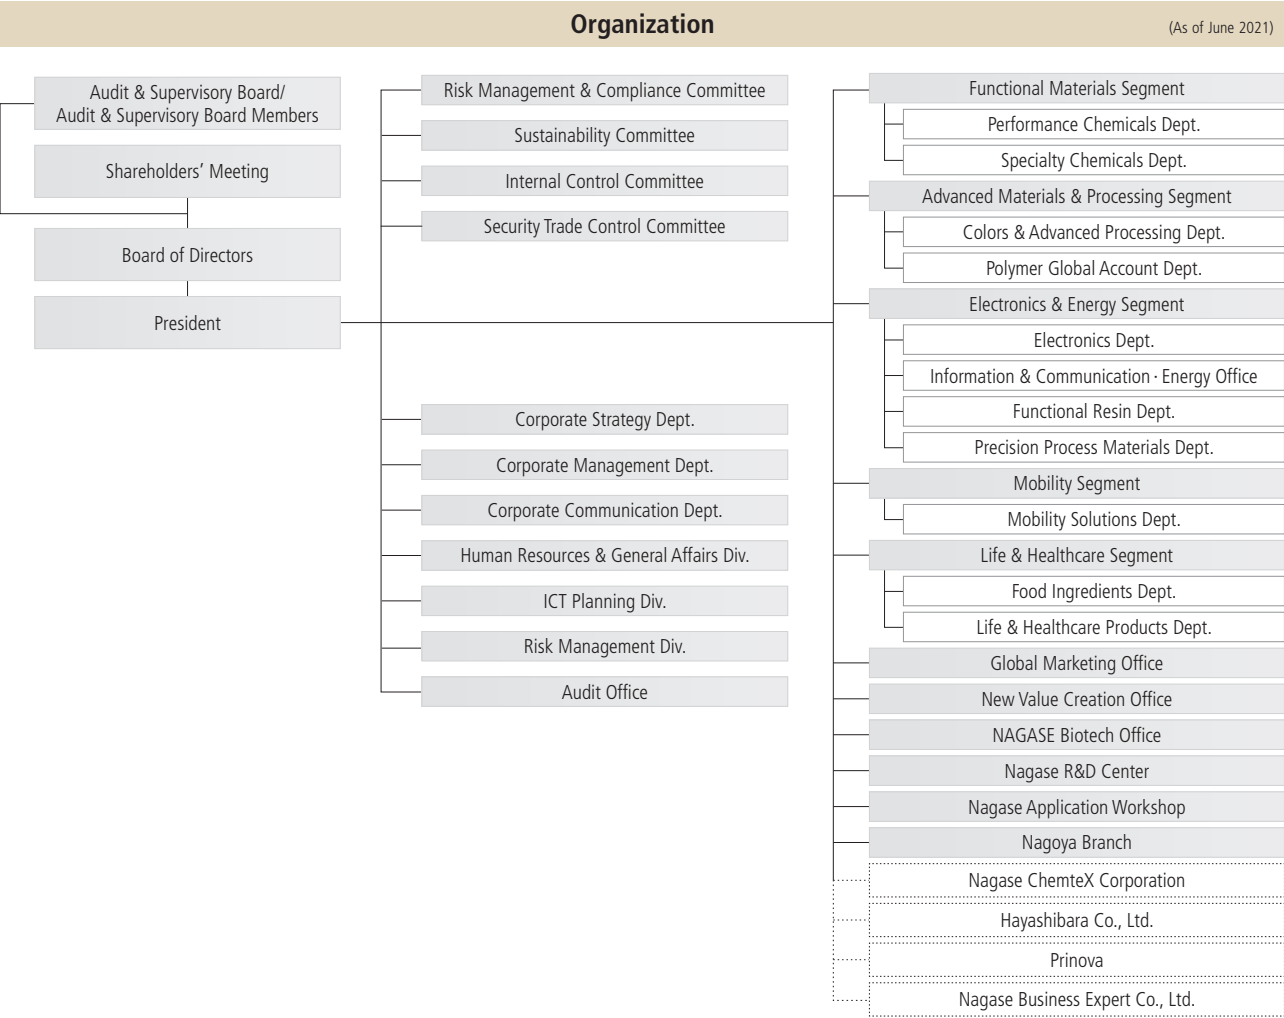 Organization
(As of June 2021)
Audit & Supervisory Board/
Audit & Supervisory Board Members
Shareholders’ Meeting
Board of Directors
President
Risk Management & Compliance Committee
Sustainability Committee
Internal Control Committee
Security Trade Control Committee
Corporate Strategy Dept.
Corporate Management Dept.
Corporate Communication Dept.
Human Resources & General Affairs Div.
ICT Planning Div.
Risk Management Div.
Audit Office
Functional Materials Segment
Performance Chemicals Dept.
Specialty Chemicals Dept.
Advanced Materials & Processing Segment
Colors & Advanced Processing Dept.
Polymer Global Account Dept.
Electronics & Energy Segment
Electronics Dept.
Information & Communication · Energy Office
Functional Resin Dept.
Precision Process Materials Dept.
Mobility Segment
Mobility Solutions Dept.
Life & Healthcare Segment
Food Ingredients Dept.
Life & Healthcare Products Dept.
Global Marketing Office
New Value Creation Office
NAGASE Biotech Office
Nagase R&D Center
Nagase Application Workshop
Nagoya Branch
Nagase ChemteX Corporation
Hayashibara Co., Ltd.
Prinova
Nagase Business Expert Co., Ltd.